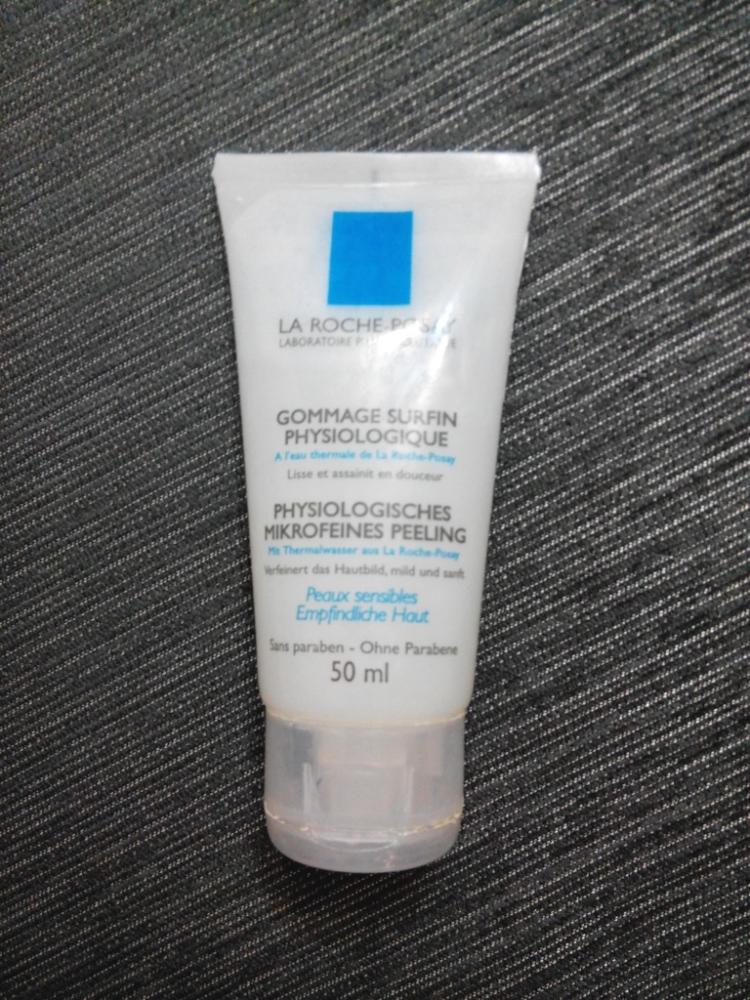 LA ROCHE-POSAY
LABORATOIRE
GOMMAGE SURFIN
PHYSIOLOGIQUE
A l'eau thermale de La Roche-Posay
Lisse et assainit en douceur
PHYSIOLOGISCHES
MIKROFEINES PEELING
Mit Thermalwasser aus La Roche-Posay
Verfeinert das Hautbild, mild und sanft
Peaux sensibles
Empfindliche Haut
Sans paraben - Ohne Parabene
50 ml